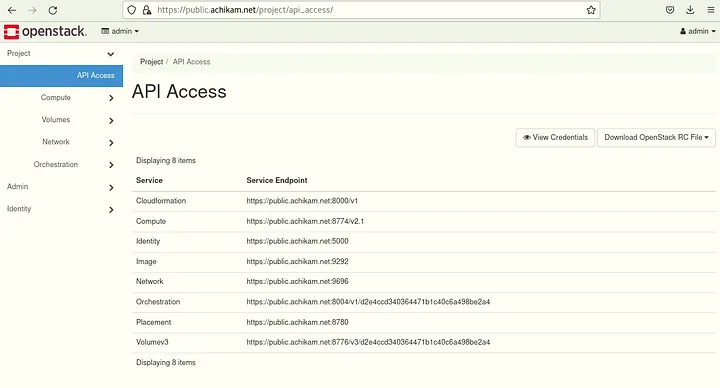 https://public.achikam.net/project/api_access/
openstack. admin admin
Project
API Access
Compute
Volumes
Network
Orchestration
Admin
Identity
Project / API Access
API Access
View Credentials Download OpenStack RC File
Displaying 8 items
Service Service Endpoint
Cloudformation https://public.achikam.net:8000/v1
Compute https://public.achikam.net:8774/v2.1
Identity https://public.achikam.net:5000
Image https://public.achikam.net:9292
Network https://public.achikam.net:9696
Orchestration https://public.achikam.net:8004/v1/d2e4ccd340364471b1c40c6a498be2a4
Placement https://public.achikam.net:8780
Volumev3 https://public.achikam.net:8776/v3/d2e4ccd340364471b1c40c6a498be2a4
Displaying 8 items